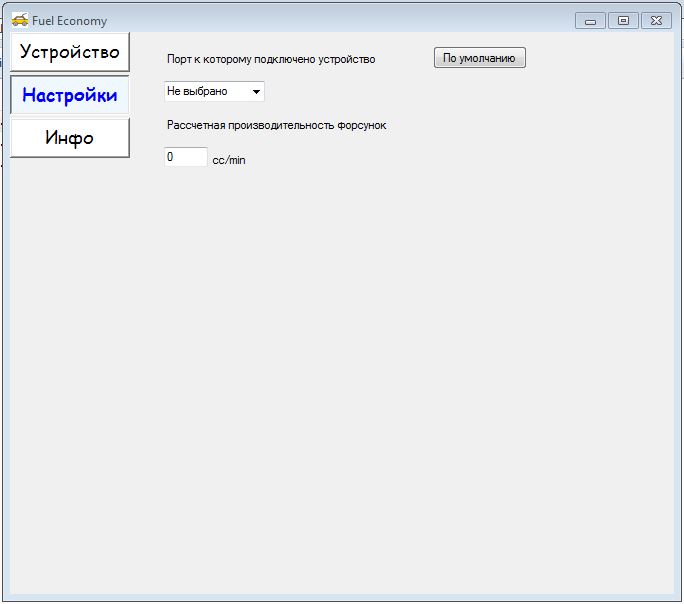 Fuel Economy
Устройство
Порт к которому подключено устройство
По умолчанию
Настройки
Не выбрано
Рассчетная производительность форсунок
Инфо
0 cc/min